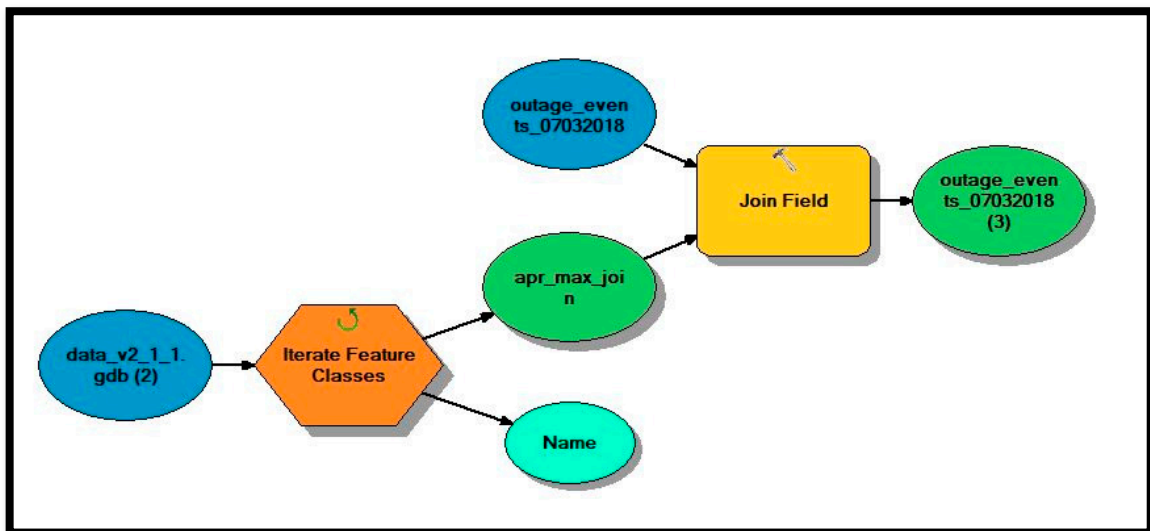 outage_even
ts_07032018
Join Field
outage_even
ts_07032018
(3)
apr_max_joi
n
data_v2_1_1.
gdb (2)
Iterate Feature
Classes
Name